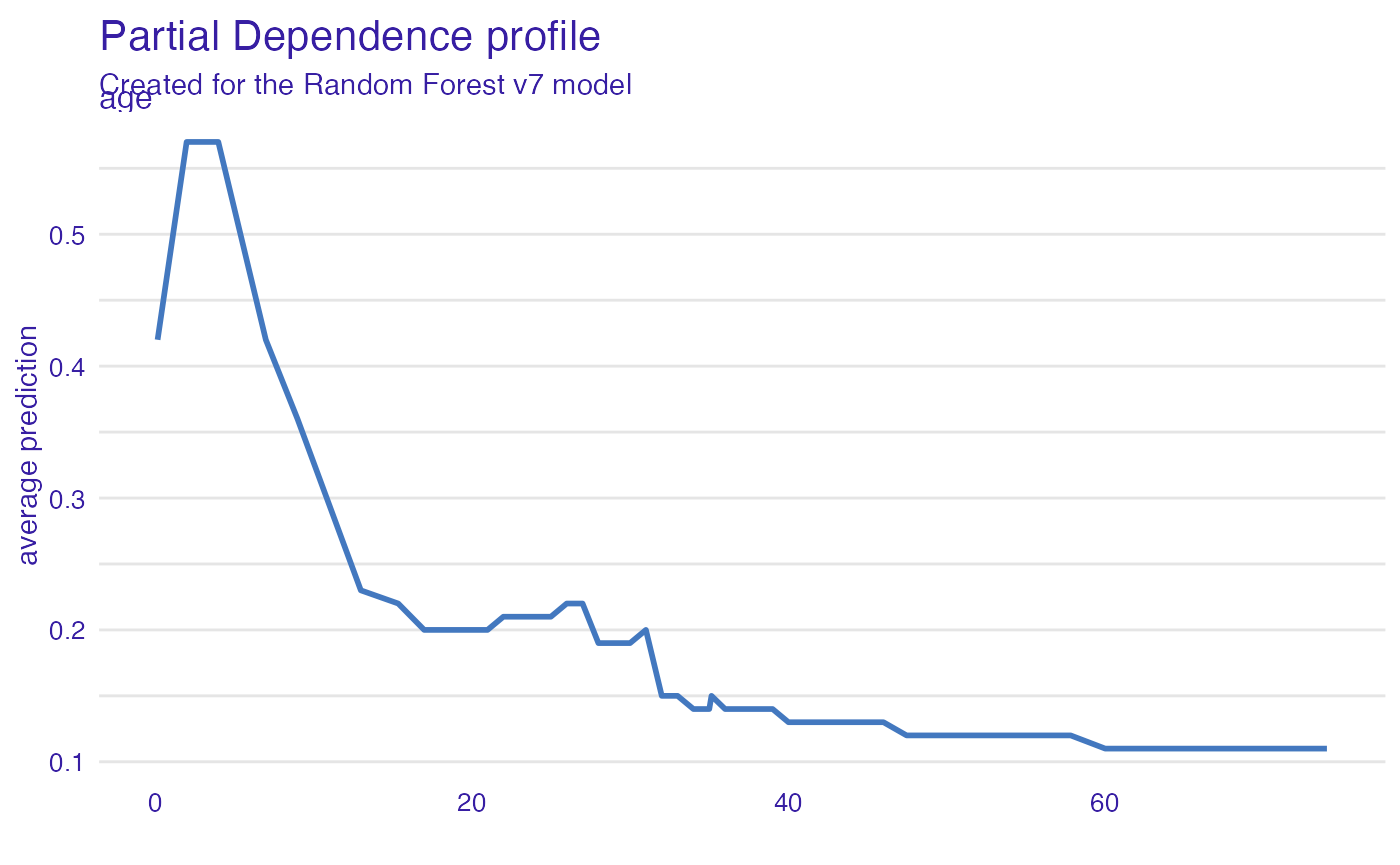 Partial Dependence profile
Created for the Random Forest v7 model
age
average prediction
0.5
0.4
0.3
0.2
0.1
0 20 40 60